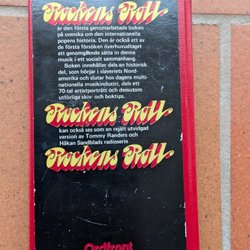 Rockens Roll
är den första genomarbetade boken
på svenska om den internationella
popens historia. Den är också ett av
de första försöken överhuvudtaget
att genomgående sätta in denna
musik i ett socialt sammanhang.
Boken innehåller dels en historisk
del, som börjar i slaveriets Nord-
amerika och slutar hos dagens multi-
nationella musikindustri, dels ett
70-tal artistporträtt med dessutom
utförliga skiv- och boktips.
Rockens Roll
kan också ses som en rejält utvidgad
version av Tommy Randers och
Håkan Sandblads radioserie
Rockens Roll
Ordfront